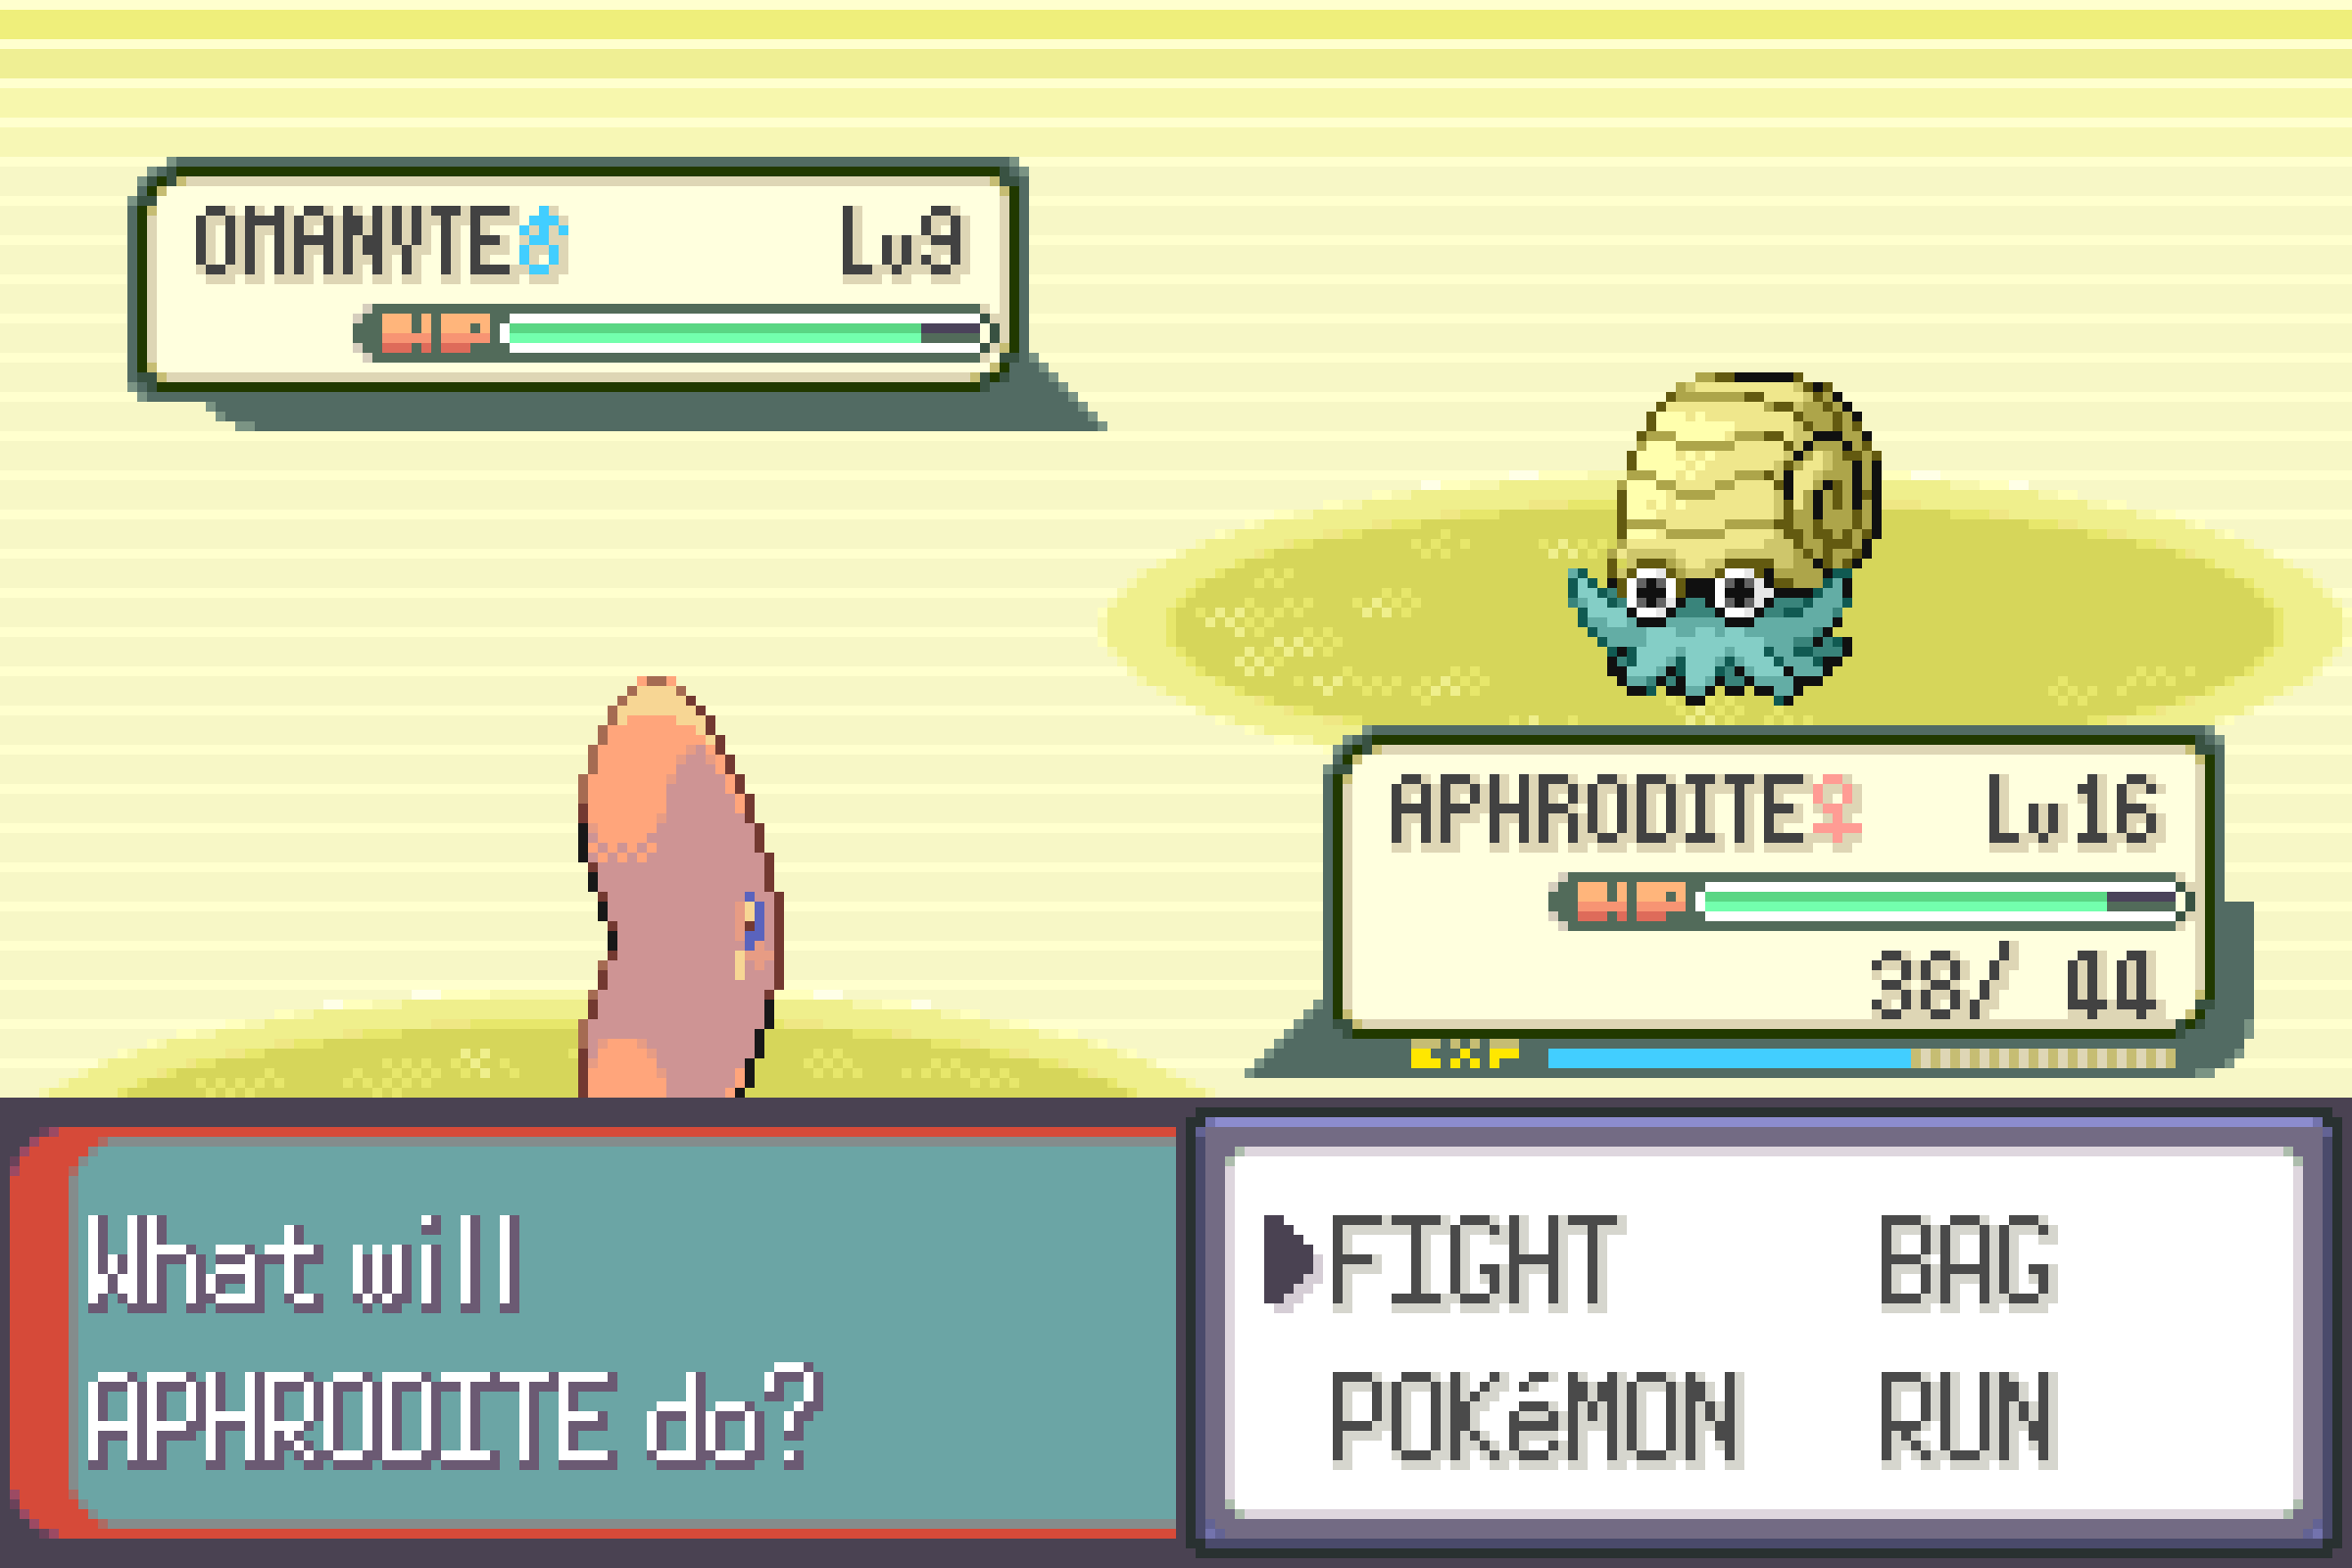 OMANYTE♂ Lv9
HP
APHRODITE♀ Lv16
HP
38/ 44
EXP
What will
APHRODITE do?
FIGHT BAG
POKéMON RUN